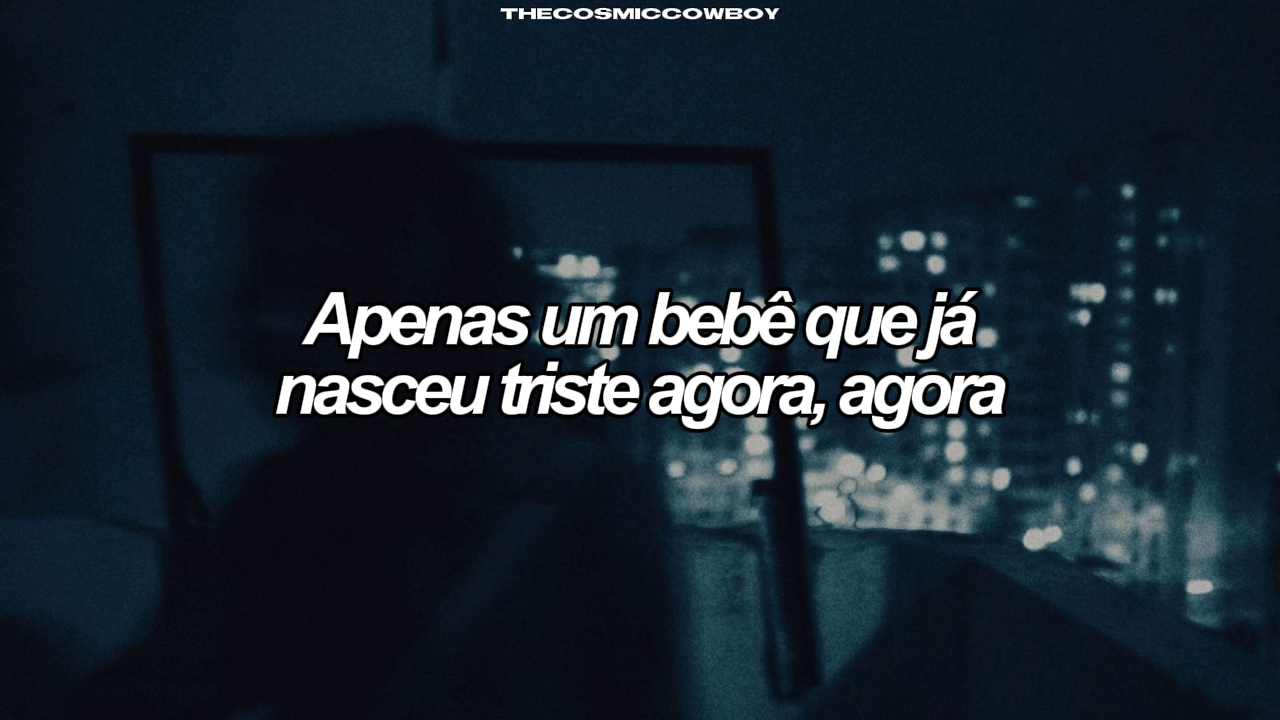 THECOSMICCOWBOY
Apenas um bebê que já
nasceu triste agora, agora